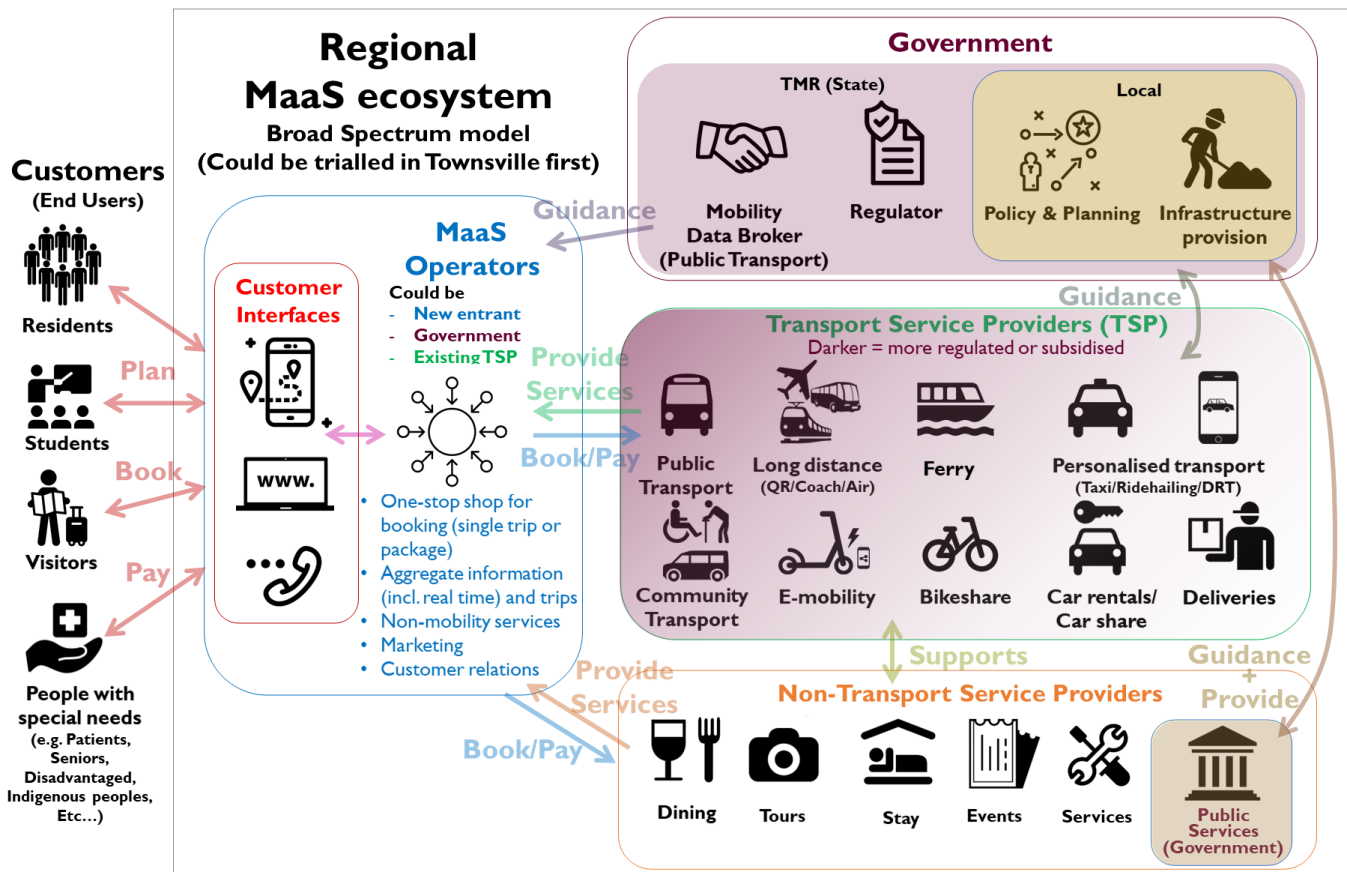 Regional
MaaS ecosystem
Broad Spectrum model
(Could be trialled in Townsville first)
Customers
(End Users)
Residents
Students
Visitors
People with
special needs
(e.g. Patients,
Seniors,
Disadvantaged,
Indigenous peoples,
Etc...)
Plan
Book
Pay
Customer
Interfaces
www.
MaaS
Operators
Could be
- New entrant
- Government
- Existing TSP
• One-stop shop for
booking (single trip or
package)
• Aggregate information
(incl. real time) and trips
• Non-mobility services
• Marketing
• Customer relations
Guidance
Provide
Services
Book/Pay
Provide
Services
Book/Pay
Government
TMR (State)
Mobility
Data Broker
(Public Transport)
Regulator
Local
Policy & Planning
Infrastructure
provision
Guidance
Transport Service Providers (TSP)
Darker = more regulated or subsidised
Public
Transport
Long distance
(QR/Coach/Air)
Ferry
Personalised transport
(Taxi/Ridehailing/DRT)
Community
Transport
E-mobility
Bikeshare
Car rentals/
Car share
Deliveries
Supports
Guidance
+
Provide
Non-Transport Service Providers
Dining
Tours
Stay
Events
Services
Public
Services
(Government)